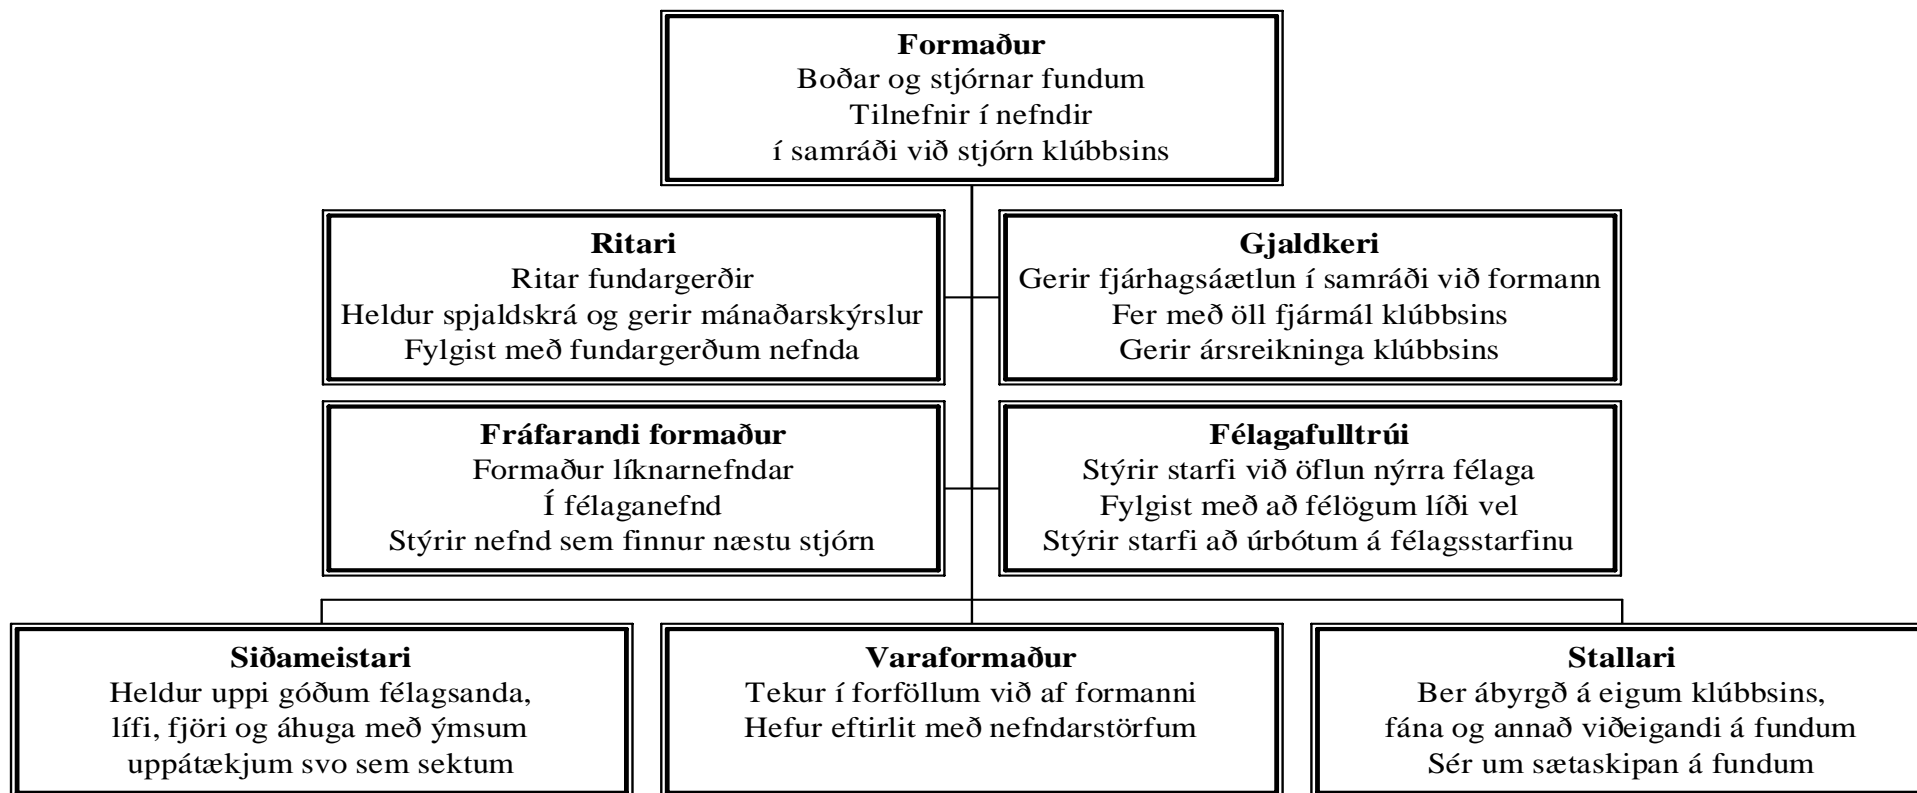 Formaður
Boðar og stjórnar fundum
Tilnefnir í nefndir
í samráði við stjórn klúbbsins
Ritari
Ritar fundargerðir
Heldur spjaldskrá og gerir mánaðarskýrslur
Fylgist með fundargerðum nefnda
Gjaldkeri
Gerir fjárhagsáætlun í samráði við formann
Fer með öll fjármál klúbbsins
Gerir ársreikninga klúbbsins
Fráfarandi formaður
Formaður líknarnefndar
Í félaganefnd
Stýrir nefnd sem finnur næstu stjórn
Félagafulltrúi
Stýrir starfi við öflun nýrra félaga
Fylgist með að félögum líði vel
Stýrir starfi að úrbótum á félagsstarfinu
Siðameistari
Heldur uppi góðum félagsanda,
lífi, fjöri og áhuga með ýmsum
uppátækjum svo sem sektum
Varaformaður
Tekur í forföllum við af formanni
Hefur eftirlit með nefndarstörfum
Stallari
Ber ábyrgð á eigum klúbbsins,
fána og annað viðeigandi á fundum
Sér um sætaskipan á fundum